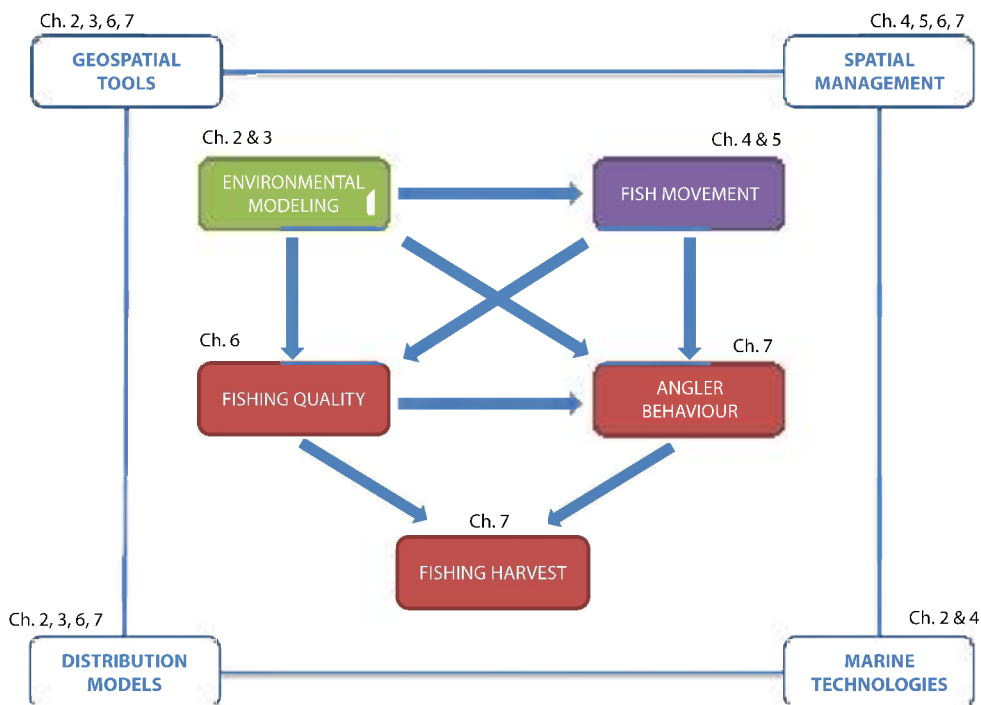 Ch. 2, 3, 6, 7
GEOSPATIAL
TOOLS
Ch. 4, 5, 6, 7
SPATIAL
MANAGEMENT
Ch. 2 & 3
ENVIRONMENTAL
MODELING
Ch. 4 & 5
FISH MOVEMENT
Ch. 6
FISHING QUALITY
Ch. 7
ANGLER
BEHAVIOUR
Ch. 7
FISHING HARVEST
Ch. 2, 3, 6, 7
DISTRIBUTION
MODELS
Ch. 2 & 4
MARINE
TECHNOLOGIES